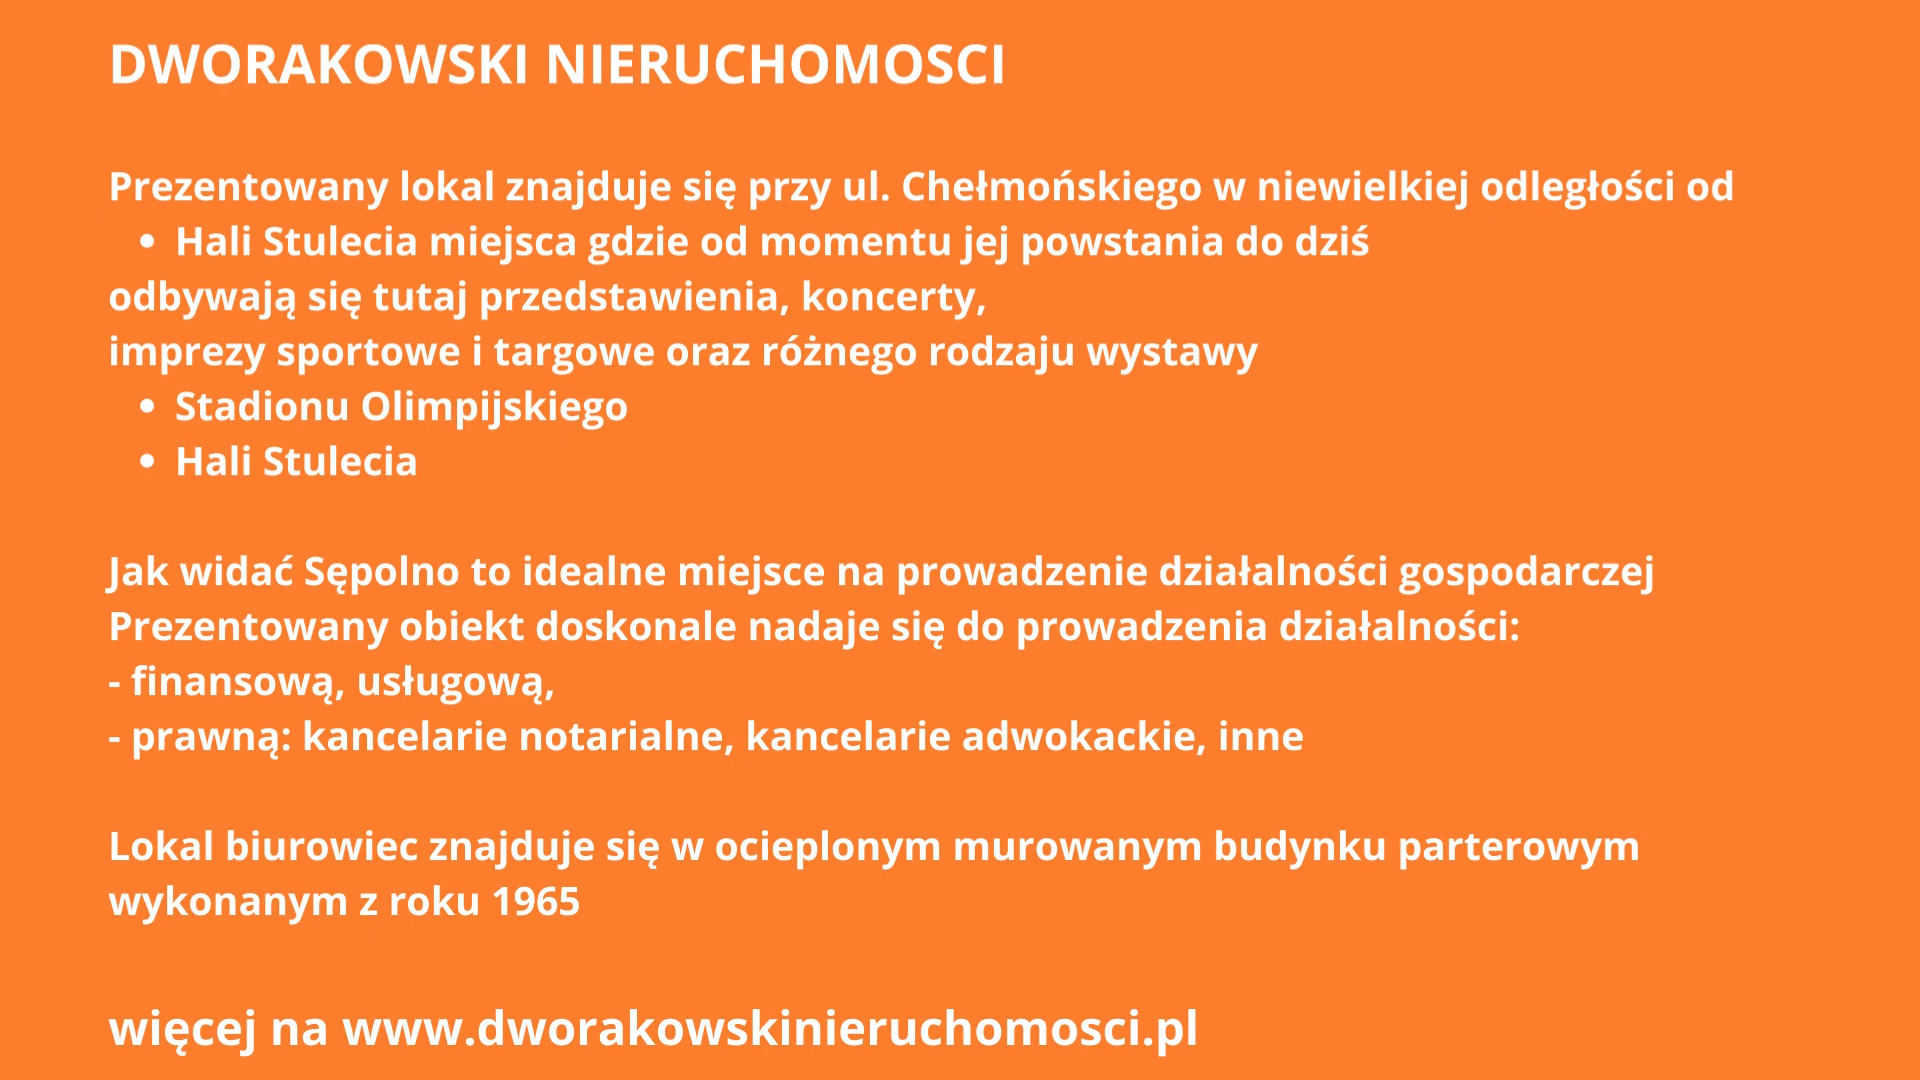 DWORAKOWSKI NIERUCHOMOSCI
Prezentowany lokal znajduje się przy ul. Chełmońskiego w niewielkiej odległości od
• Hali Stulecia miejsca gdzie od momentu jej powstania do dziś
odbywają się tutaj przedstawienia, koncerty,
imprezy sportowe i targowe oraz różnego rodzaju wystawy
• Stadionu Olimpijskiego
• Hali Stulecia
Jak widać Sępolno to idealne miejsce na prowadzenie działalności gospodarczej
Prezentowany obiekt doskonale nadaje się do prowadzenia działalności:
- finansową, usługową,
- prawną: kancelarie notarialne, kancelarie adwokackie, inne
Lokal biurowiec znajduje się w ocieplonym murowanym budynku parterowym
wykonanym z roku 1965
więcej na www.dworakowskinieruchomosci.pl